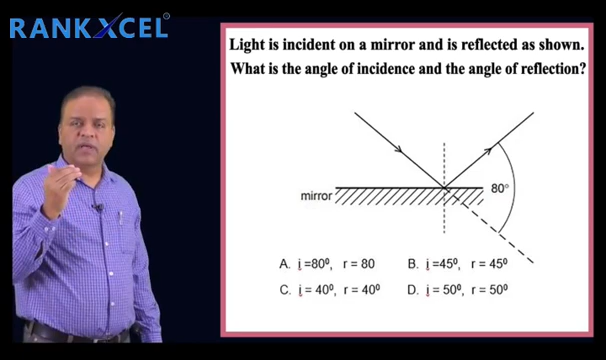 RANKXCEL®
Light is incident on a mirror and is reflected as shown.
What is the angle of incidence and the angle of reflection?
80°
mirror
A. i =80⁰, r = 80
B. i =45⁰, r = 45⁰
C. i = 40⁰, r = 40⁰
D. i = 50⁰, r = 50⁰